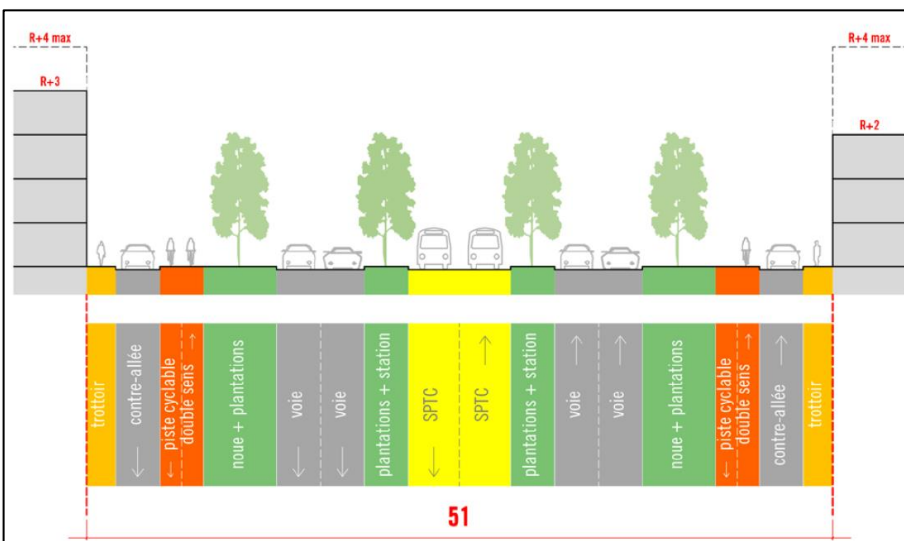 R+4 max
R+4 max
R+3
R+2
trottoir
contre-allée
piste cyclable
double sens
noue + plantations
voie
voie
plantations + station
SPTC
SPTC
plantations + station
voie
voie
noue + plantations
piste cyclable
double sens
contre-allée
trottoir
51